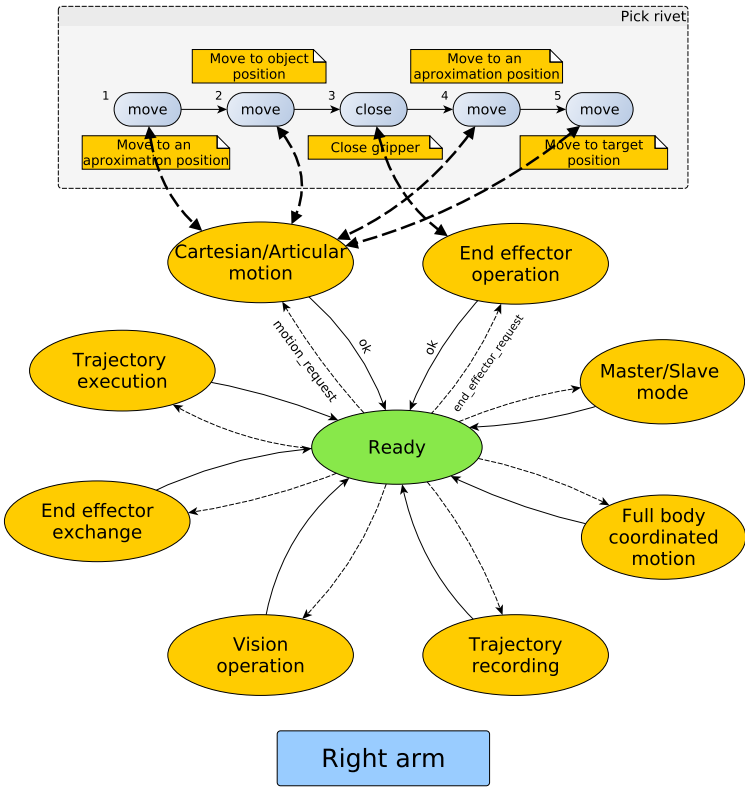 Pick rivet
Move to object
position
Move to an
aproximation position
1
move
2
move
3
close
4
move
5
move
Move to an
aproximation position
Close gripper
Move to target
position
Cartesian/Articular
motion
End effector
operation
ok
motion_request
ok
end_effector_request
Trajectory
execution
Master/Slave
mode
Ready
End effector
exchange
Full body
coordinated
motion
Vision
operation
Trajectory
recording
Right arm